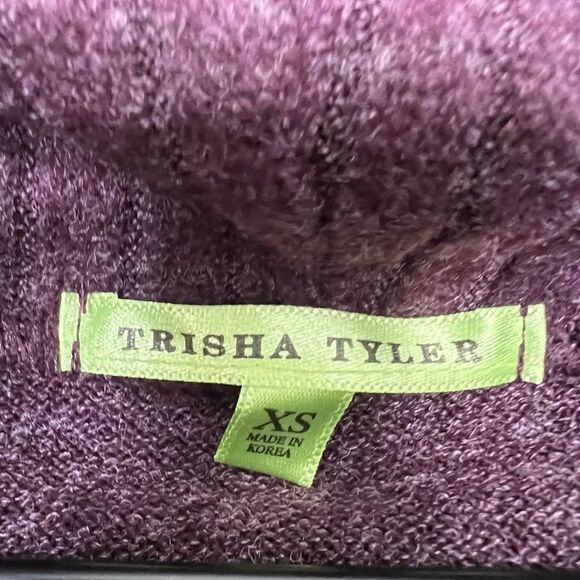 TRISHA TYLER
XS
MADE IN
KOREA